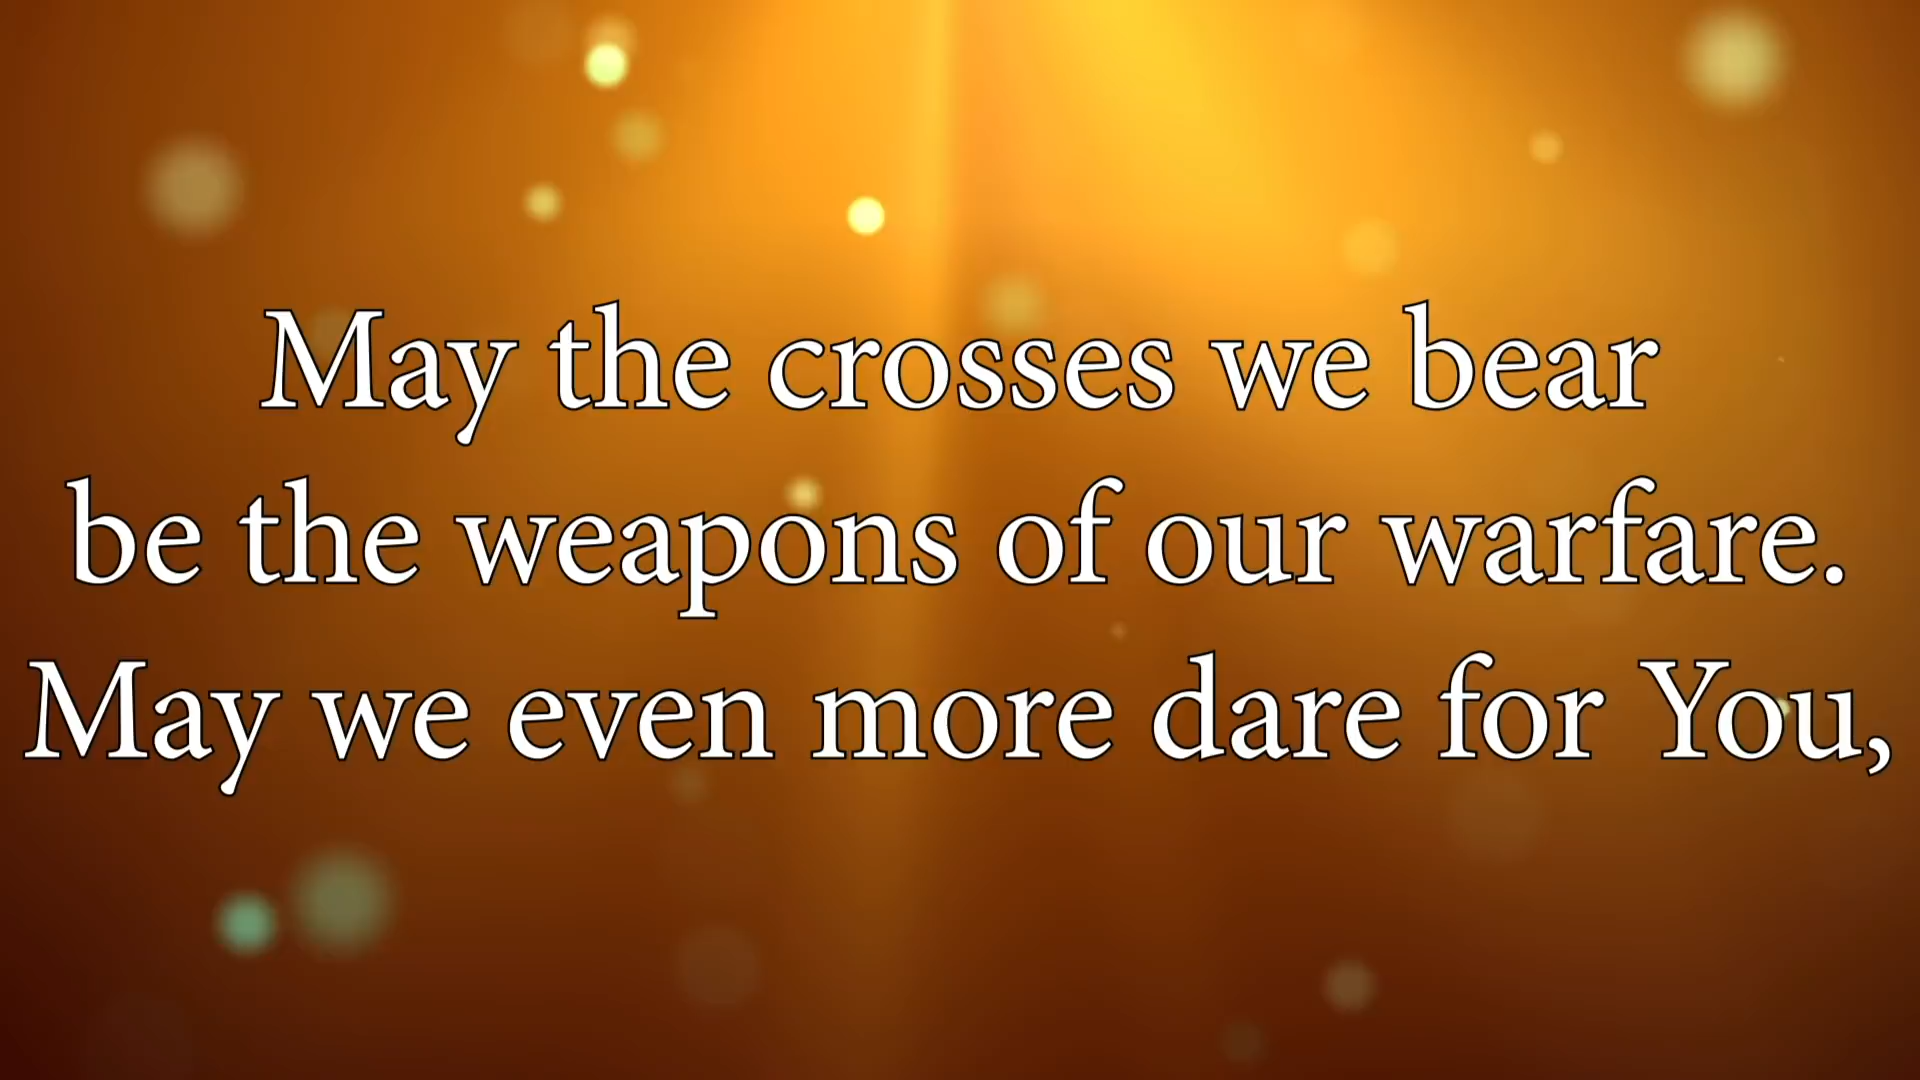 May the crosses we bear
be the weapons of our warfare.
May we even more dare for You,